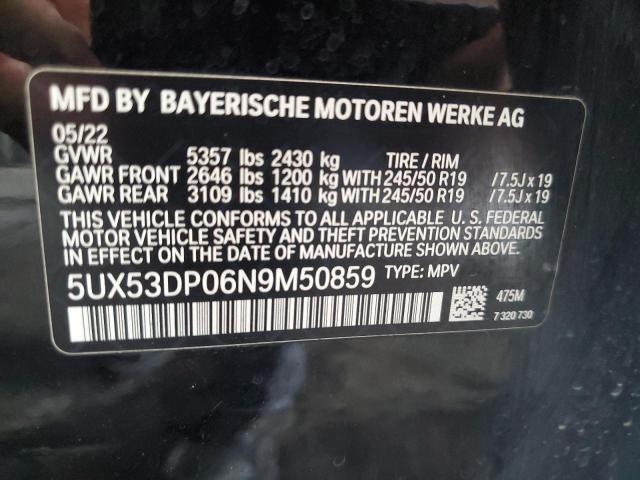 MFD BY BAYERISCHE MOTOREN WERKE AG
05/22
GVWR 5357 lbs 2430 kg TIRE / RIM
GAWR FRONT 2646 lbs 1200 kg WITH 245/50 R19 / 7.5J x 19
GAWR REAR 3109 lbs 1410 kg WITH 245/50 R19 / 7.5J x 19
THIS VEHICLE CONFORMS TO ALL APPLICABLE U. S. FEDERAL
MOTOR VEHICLE SAFETY AND THEFT PREVENTION STANDARDS
IN EFFECT ON THE DATE OF MANUFACTURE SHOWN ABOVE.
5UX53DP06N9M50859 TYPE: MPV
475M
7 320 730